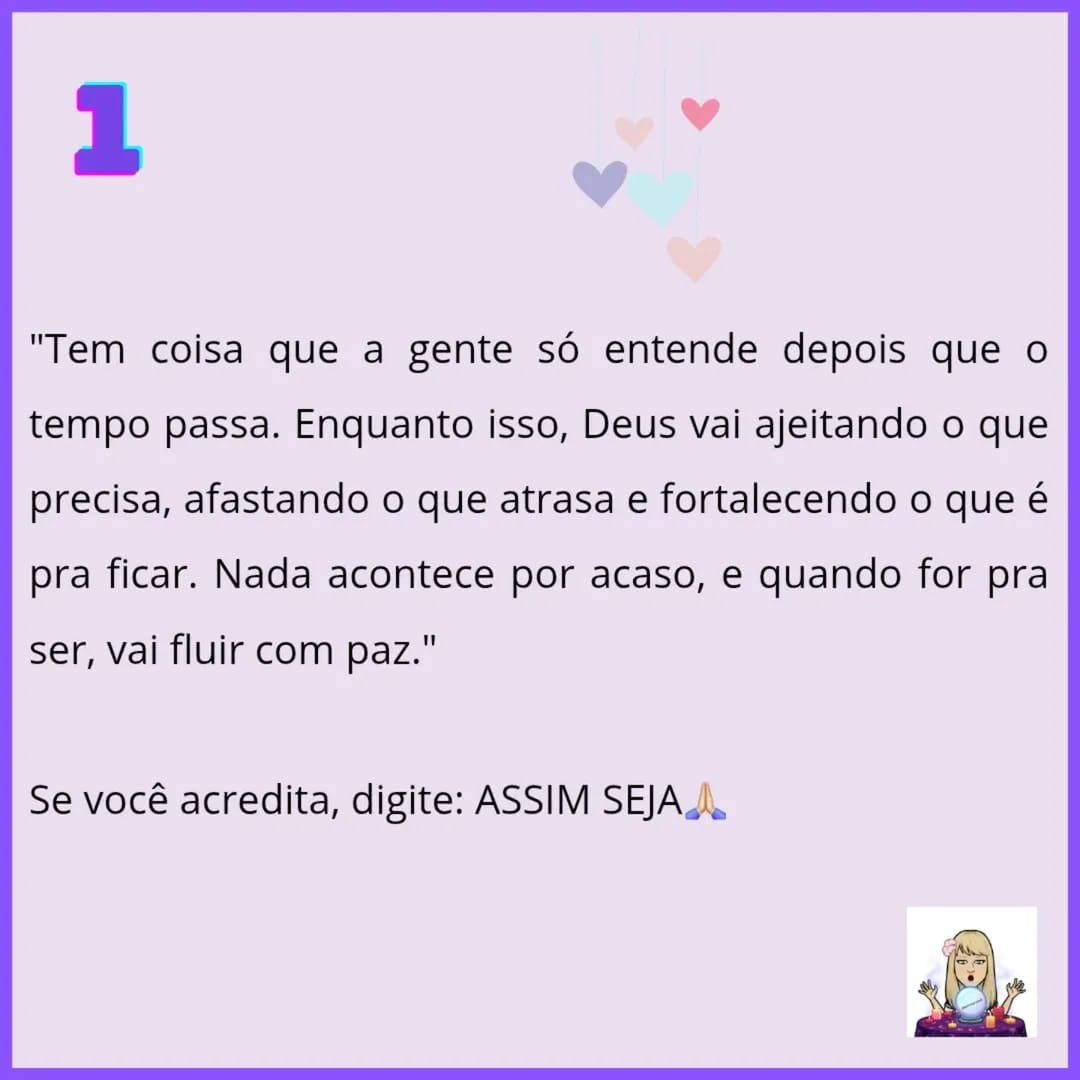 1
"Tem coisa que a gente só entende depois que o
tempo passa. Enquanto isso, Deus vai ajeitando o que
precisa, afastando o que atrasa e fortalecendo o que é
pra ficar. Nada acontece por acaso, e quando for pra
ser, vai fluir com paz."
Se você acredita, digite: ASSIM SEJA🙏🏼